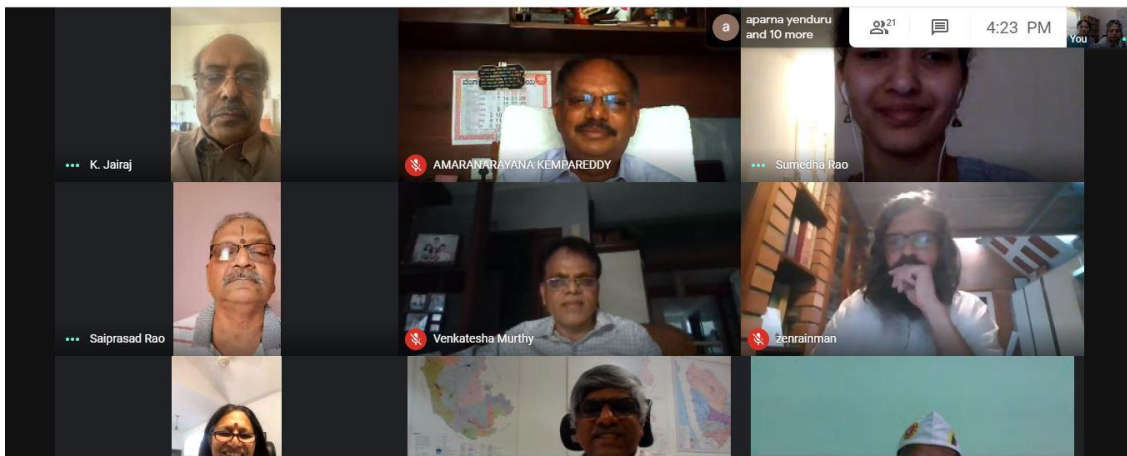 a
aparna yenduru
and 10 more
21
4:23 PM
You
K. Jairaj
AMARANARAYANA KEMPAREDDY
Sumedha Rao
Saiprasad Rao
Venkatesha Murthy
zenrainman